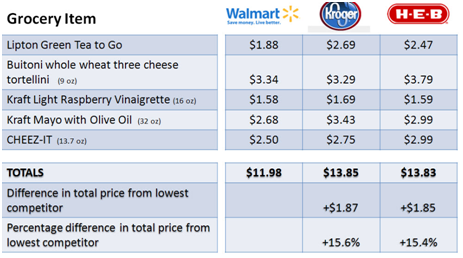 Grocery Item Walmart Kroger H-E-B
Save money. Live better.
Lipton Green Tea to Go $1.88 $2.69 $2.47
Buitoni whole wheat three cheese
tortellini (9 oz) $3.34 $3.29 $3.79
Kraft Light Raspberry Vinaigrette (16 oz) $1.58 $1.69 $1.59
Kraft Mayo with Olive Oil (32 oz) $2.68 $3.43 $2.99
CHEEZ-IT (13.7 oz) $2.50 $2.75 $2.99
TOTALS $11.98 $13.85 $13.83
Difference in total price from lowest
competitor +$1.87 +$1.85
Percentage difference in total price from
lowest competitor +15.6% +15.4%